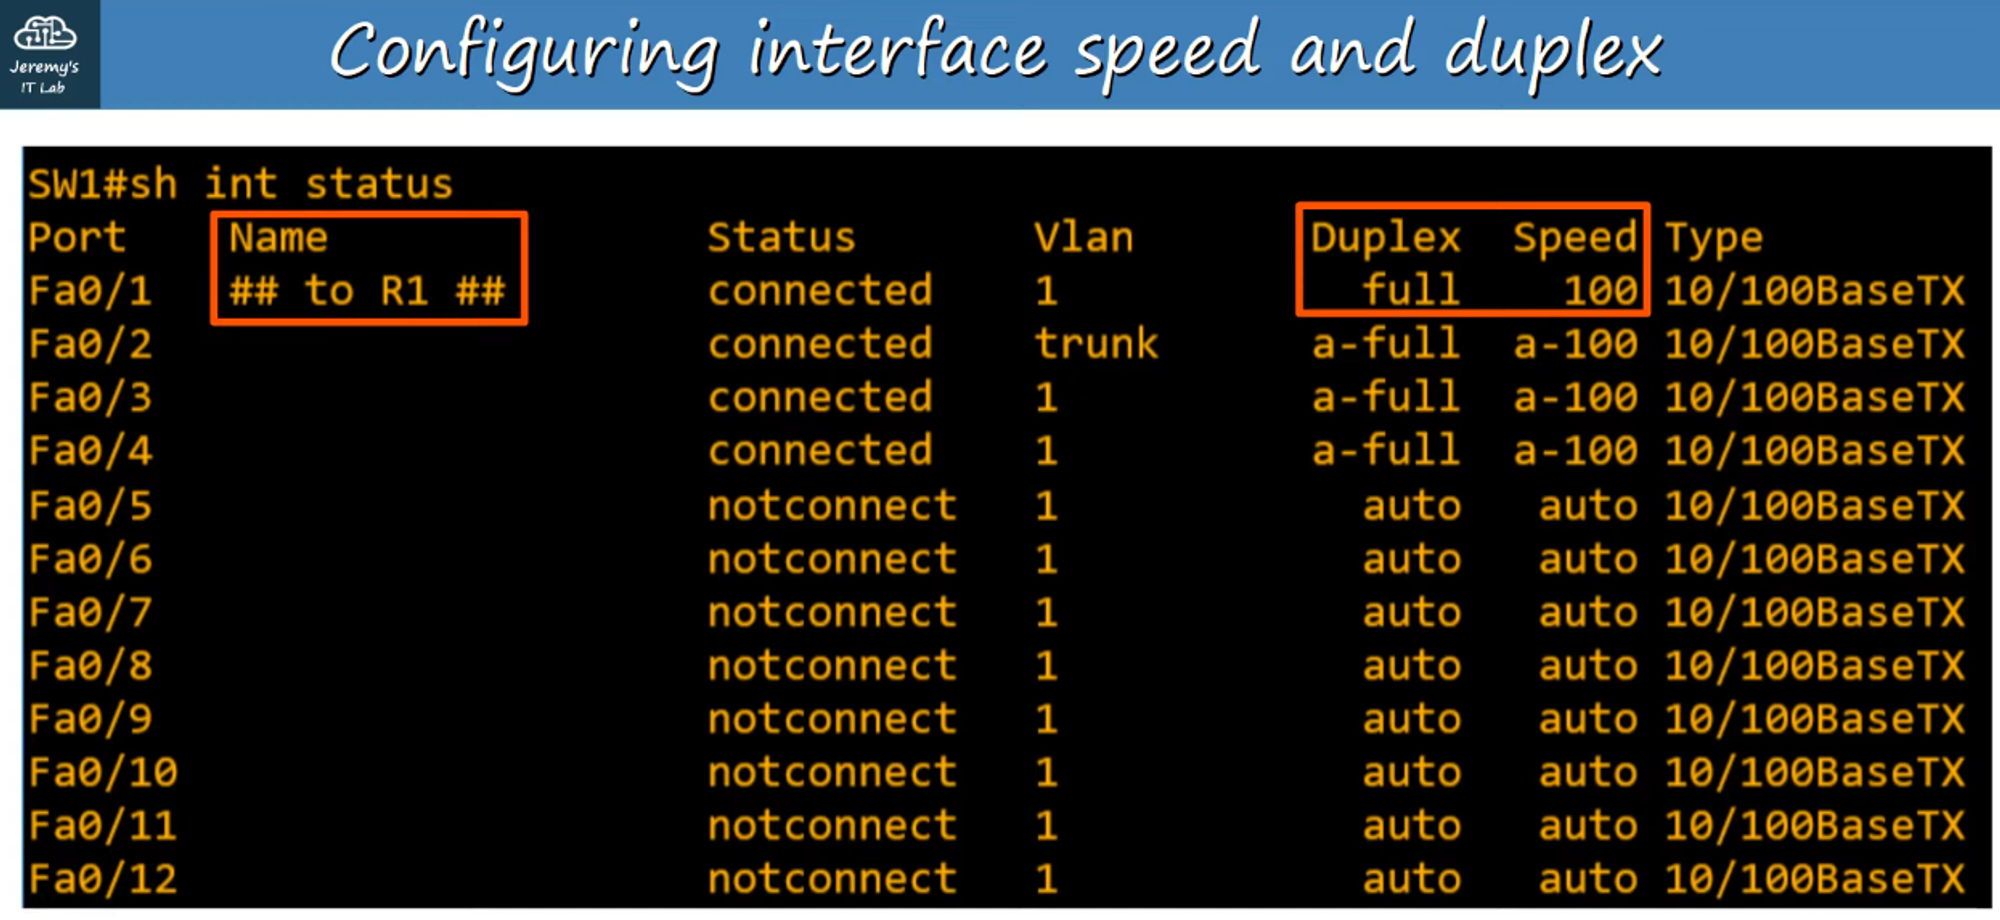 Jeremy's
IT Lab
Configuring interface speed and duplex
SW1#sh int status
Port Name Status Vlan Duplex Speed Type
Fa0/1 ## to R1 ## connected 1 full 100 10/100BaseTX
Fa0/2 connected trunk a-full a-100 10/100BaseTX
Fa0/3 connected 1 a-full a-100 10/100BaseTX
Fa0/4 connected 1 a-full a-100 10/100BaseTX
Fa0/5 notconnect 1 auto auto 10/100BaseTX
Fa0/6 notconnect 1 auto auto 10/100BaseTX
Fa0/7 notconnect 1 auto auto 10/100BaseTX
Fa0/8 notconnect 1 auto auto 10/100BaseTX
Fa0/9 notconnect 1 auto auto 10/100BaseTX
Fa0/10 notconnect 1 auto auto 10/100BaseTX
Fa0/11 notconnect 1 auto auto 10/100BaseTX
Fa0/12 notconnect 1 auto auto 10/100BaseTX